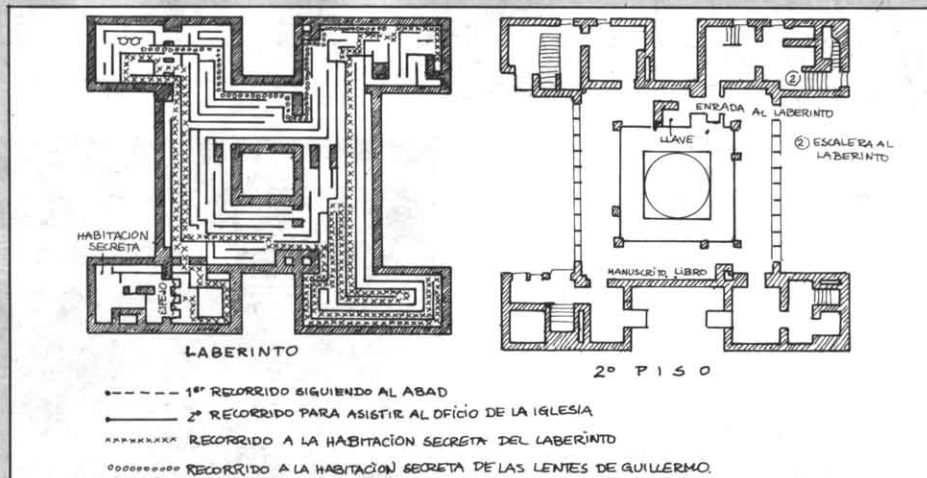 HABITACION
SECRETA
ESPEJO
LABERINTO
ENRADA AL LABERINTO
LLAVE
②
② ESCALERA AL
LABERINTO
MANUSCRITO, LIBRO
2º PISO
1er RECORRIDO SIGUIENDO AL ABAD
2º RECORRIDO PARA ASISTIR AL OFICIO DE LA IGLESIA
RECORRIDO A LA HABITACION SECRETA DEL LABERINTO
RECORRIDO A LA HABITACION SECRETA DE LAS LENTES DE GUILLERMO.